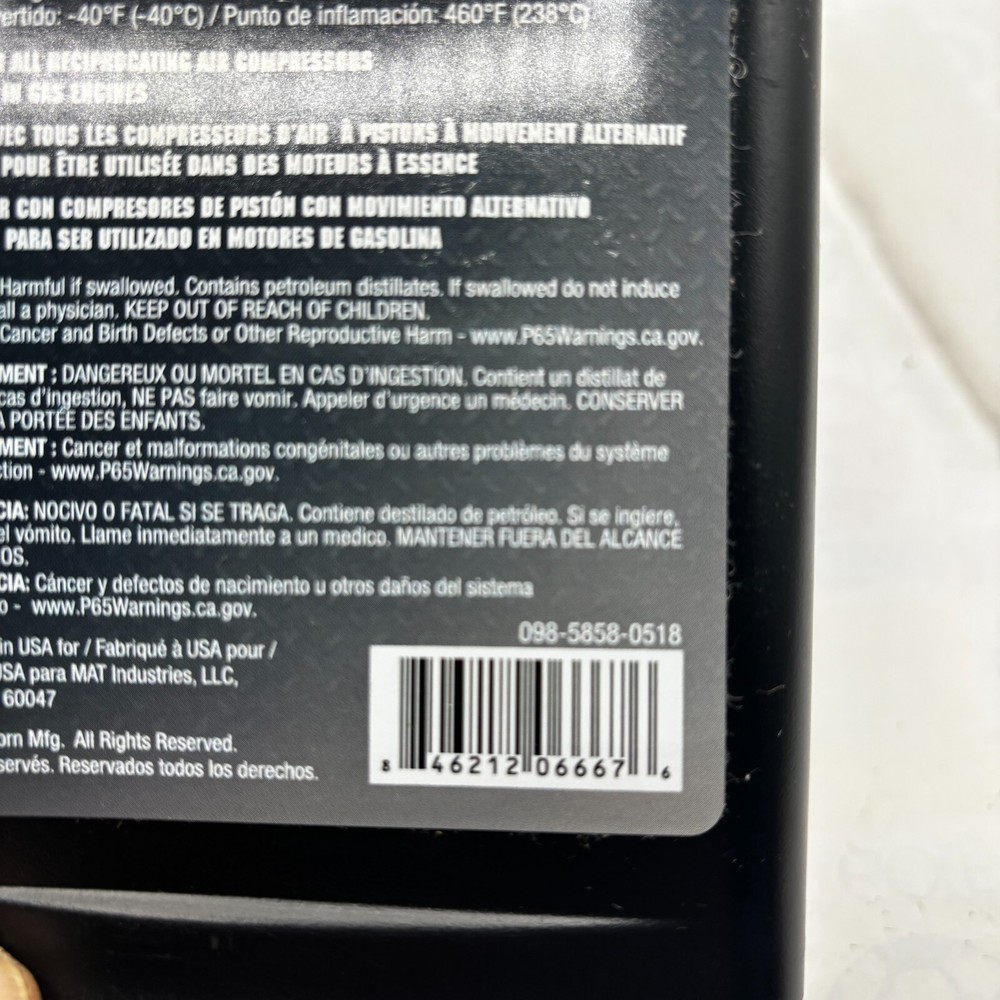 ertido: -40°F (-40°C) / Punto de inflamación: 460°F (238°C)
ALL RECIPROCATING AIR COMPRESSORS
IN GAS ENGINES
VEC TOUS LES COMPRESSEURS D'AIR À PISTONS À MOUVEMENT ALTERNATIF
POUR ÊTRE UTILISÉE DANS DES MOTEURS À ESSENCE
R CON COMPRESORES DE PISTÓN CON MOVIMIENTO ALTERNATIVO
PARA SER UTILIZADO EN MOTORES DE GASOLINA
Harmful if swallowed. Contains petroleum distillates. If swallowed do not induce
all a physician. KEEP OUT OF REACH OF CHILDREN.
Cancer and Birth Defects or Other Reproductive Harm - www.P65Warnings.ca.gov.
MENT : DANGEREUX OU MORTEL EN CAS D'INGESTION. Contient un distillat de
cas d'ingestion, NE PAS faire vomir. Appeler d'urgence un médecin. CONSERVER
A PORTÉE DES ENFANTS.
MENT : Cancer et malformations congénitales ou autres problèmes du système
ction - www.P65Warnings.ca.gov.
CIA: NOCIVO O FATAL SI SE TRAGA. Contiene destilado de petróleo. Si se ingiere,
el vómito. Llame inmediatamente a un medico. MANTENER FUERA DEL ALCANCE
OS.
CIA: Cáncer y defectos de nacimiento u otros daños del sistema
o - www.P65Warnings.ca.gov.
in USA for / Fabriqué à USA pour /
USA para MAT Industries, LLC,
60047
orn Mfg. All Rights Reserved.
servés. Reservados todos los derechos.
098-5858-0518
8 46212 06667 6